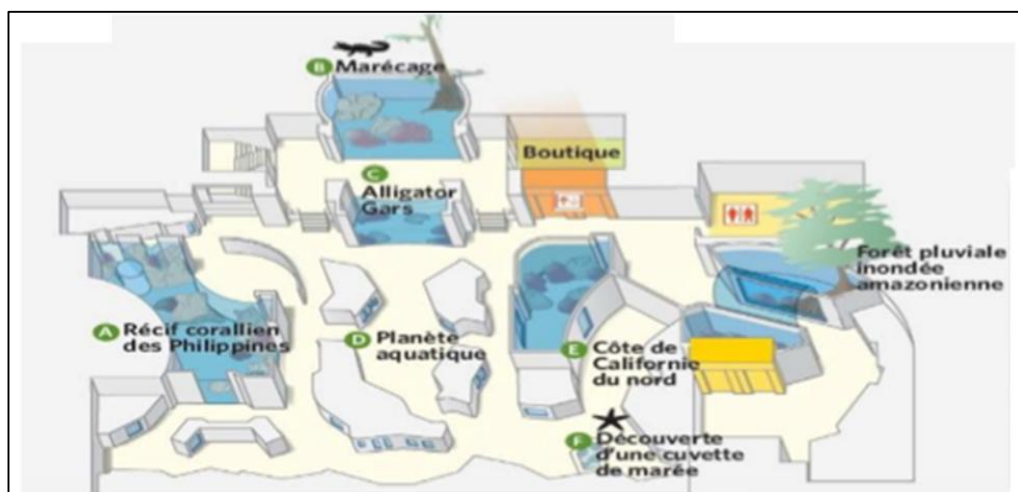 B Marécage
Boutique
C
Alligator
Gars
Forêt pluviale
inondée
amazonienne
A Récif corallien
des Philippines
D Planète
aquatique
E Côte de
Californie
du nord
F Découverte
d'une cuvette
de marée